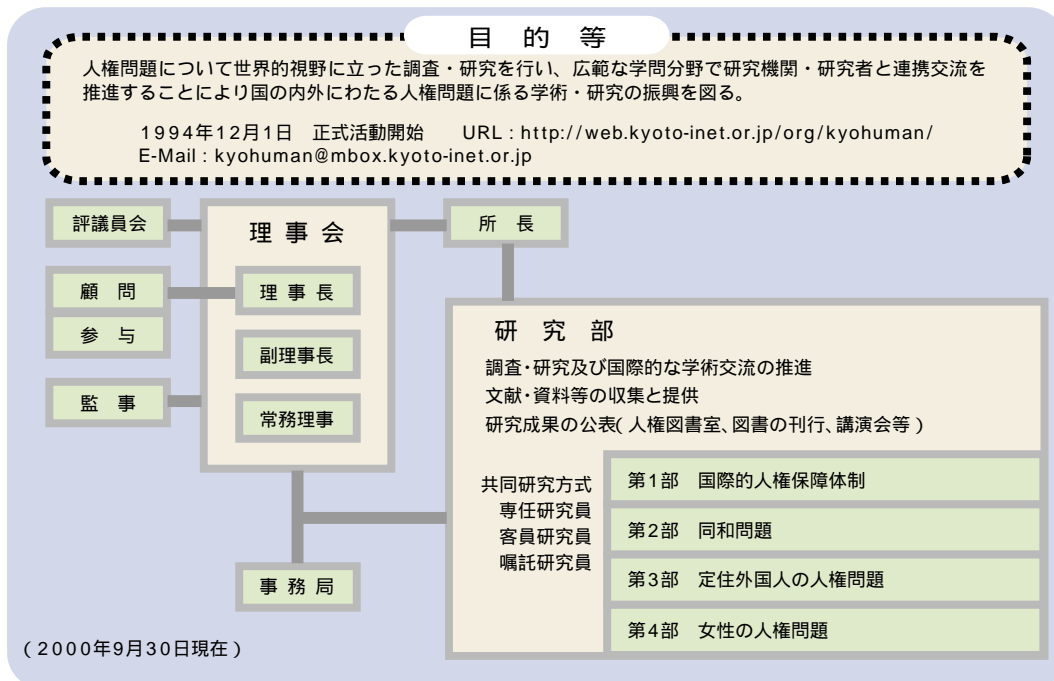 目 的 等
人権問題について世界的視野に立った調査・研究を行い、広範な学問分野で研究機関・研究者と連携交流を
推進することにより国の内外にわたる人権問題に係る学術・研究の振興を図る。
1994年12月1日　正式活動開始　URL：http://web.kyoto-inet.or.jp/org/kyohuman/
E-Mail：kyohuman@mbox.kyoto-inet.or.jp
評議員会
理 事 会
所 長
顧 問
理 事 長
参 与
副理事長
監 事
常務理事
事 務 局
研 究 部
調査・研究及び国際的な学術交流の推進
文献・資料等の収集と提供
研究成果の公表（人権図書室、図書の刊行、講演会等）
共同研究方式
専任研究員
客員研究員
嘱託研究員
第1部　国際的人権保障体制
第2部　同和問題
第3部　定住外国人の人権問題
第4部　女性の人権問題
（2000年9月30日現在）